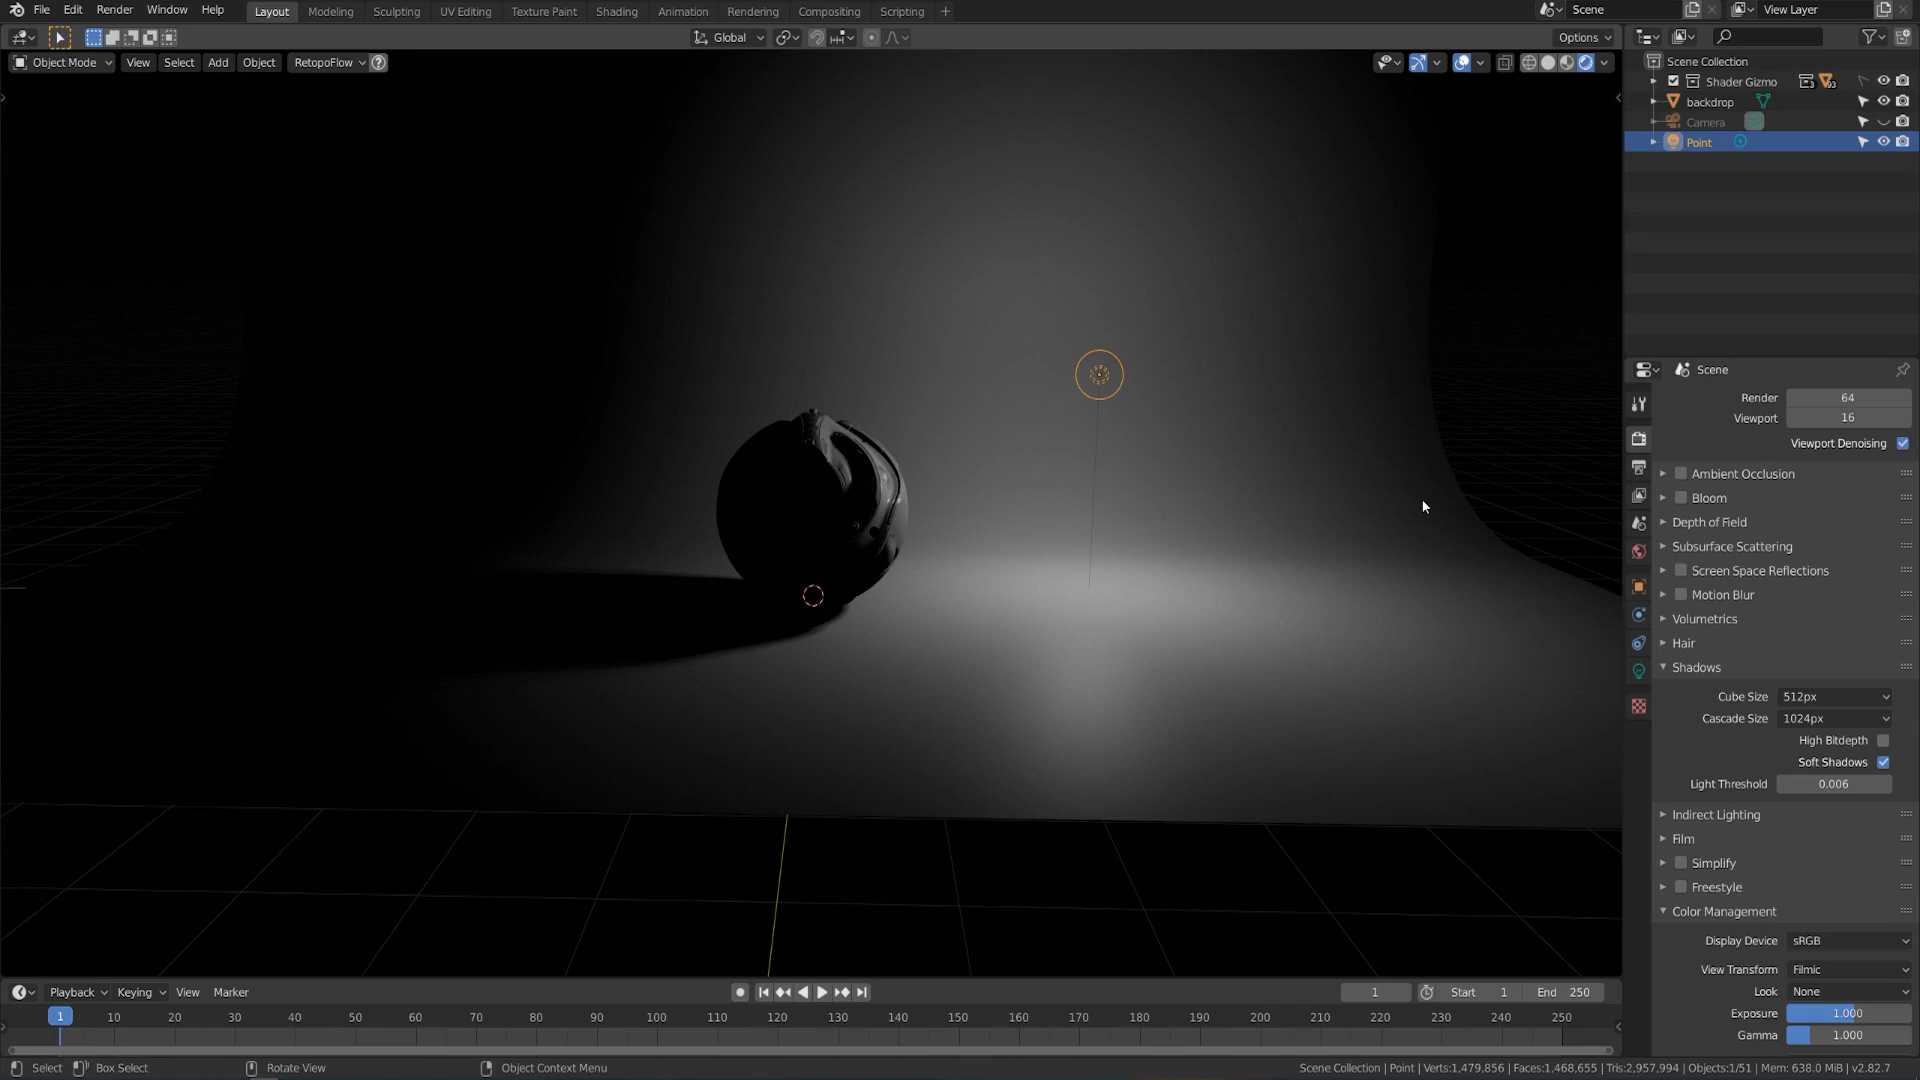 File Edit Render Window Help Layout Modeling Sculpting UV Editing Texture Paint Shading Animation Rendering Compositing Scripting + Scene View Layer
Global Options
Object Mode View Select Add Object RetopoFlow ?
Scene Collection
Shader Gizmo 3 93
backdrop
Camera
Point
Scene
Render 64
Viewport 16
Viewport Denoising
Ambient Occlusion
Bloom
Depth of Field
Subsurface Scattering
Screen Space Reflections
Motion Blur
Volumetrics
Hair
Shadows
Cube Size 512px
Cascade Size 1024px
High Bitdepth
Soft Shadows
Light Threshold 0.006
Indirect Lighting
Film
Simplify
Freestyle
Color Management
Display Device sRGB
View Transform Filmic
Look None
Exposure 1.000
Gamma 1.000
Playback Keying View Marker 1 Start 1 End 250
1 10 20 30 40 50 60 70 80 90 100 110 120 130 140 150 160 170 180 190 200 210 220 230 240 250
Select Box Select Rotate View Object Context Menu Scene Collection | Point | Verts:1,479,856 | Faces:1,468,655 | Tris:2,957,994 | Objects:1/51 | Mem: 638.0 MiB | v2.82.7